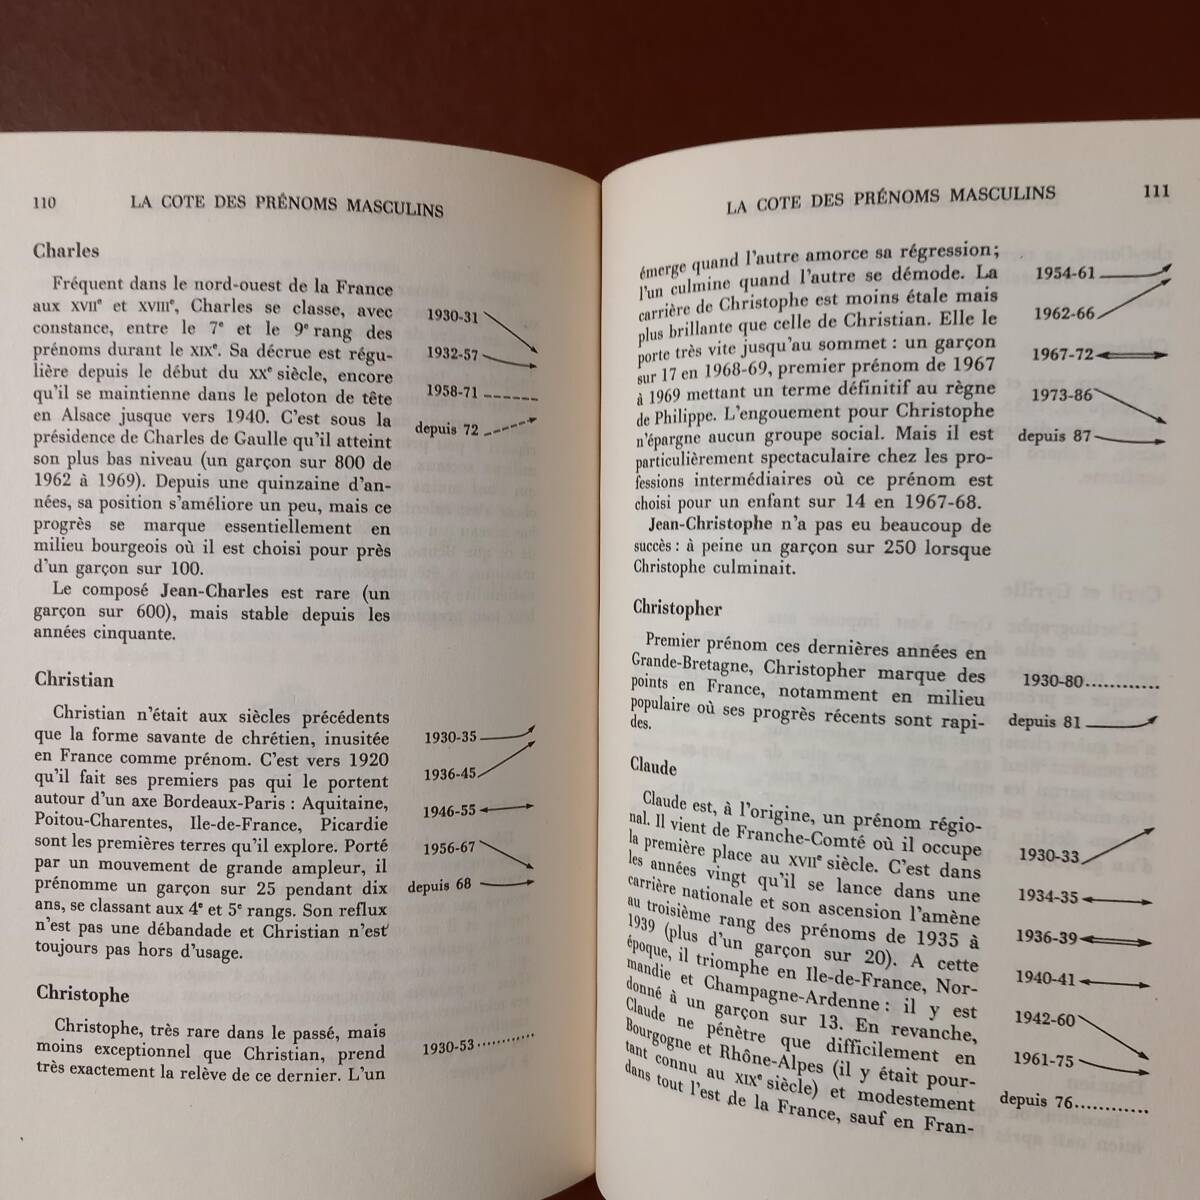 110
LA COTE DES PRÉNOMS MASCULINS
Charles
Fréquent dans le nord-ouest de la France
aux XVIIe et XVIIIe, Charles se classe, avec
constance, entre le 7e et le 9e rang des
prénoms durant le XIXe. Sa décrue est régu-
lière depuis le début du XXe siècle, encore
qu'il se maintienne dans le peloton de tête
en Alsace jusque vers 1940. C'est sous la
présidence de Charles de Gaulle qu'il atteint
son plus bas niveau (un garçon sur 800 de
1962 à 1969). Depuis une quinzaine d'an-
nées, sa position s'améliore un peu, mais ce
progrès se marque essentiellement en
milieu bourgeois où il est choisi pour près
d'un garçon sur 100.
Le composé Jean-Charles est rare (un
garçon sur 600), mais stable depuis les
années cinquante.
1930-31
1932-57
1958-71
depuis 72
Christian
Christian n'était aux siècles précédents
que la forme savante de chrétien, inusitée
en France comme prénom. C'est vers 1920
qu'il fait ses premiers pas qui le portent
autour d'un axe Bordeaux-Paris : Aquitaine,
Poitou-Charentes, Ile-de-France, Picardie
sont les premières terres qu'il explore. Porté
par un mouvement de grande ampleur, il
prénomme un garçon sur 25 pendant dix
ans, se classant aux 4e et 5e rangs. Son reflux
n'est pas une débandade et Christian n'est
toujours pas hors d'usage.
1930-35
1936-45
1946-55
1956-67
depuis 68
Christophe
Christophe, très rare dans le passé, mais
moins exceptionnel que Christian, prend
très exactement la relève de ce dernier. L'un
1930-53
LA COTE DES PRÉNOMS MASCULINS
111
émerge quand l'autre amorce sa régression;
l'un culmine quand l'autre se démode. La
carrière de Christophe est moins étale mais
plus brillante que celle de Christian. Elle le
porte très vite jusqu'au sommet : un garçon
sur 17 en 1968-69, premier prénom de 1967
à 1969 mettant un terme définitif au règne
de Philippe. L'engouement pour Christophe
n'épargne aucun groupe social. Mais il est
particulièrement spectaculaire chez les pro-
fessions intermédiaires où ce prénom est
choisi pour un enfant sur 14 en 1967-68.
Jean-Christophe n'a pas eu beaucoup de
succès : à peine un garçon sur 250 lorsque
Christophe culminait.
1954-61
1962-66
1967-72
1973-86
depuis 87
Christopher
Premier prénom ces dernières années en
Grande-Bretagne, Christopher marque des
points en France, notamment en milieu
populaire où ses progrès récents sont rapi-
des.
1930-80
depuis 81
Claude
Claude est, à l'origine, un prénom régio-
nal. Il vient de Franche-Comté où il occupe
la première place au XVIIe siècle. C'est dans
les années vingt qu'il se lance dans une
carrière nationale et son ascension l'amène
au troisième rang des prénoms de 1935 à
1939 (plus d'un garçon sur 20). A cette
époque, il triomphe en Ile-de-France, Nor-
mandie et Champagne-Ardenne : il y est
donné à un garçon sur 13. En revanche,
Claude ne pénètre que difficilement en
Bourgogne et Rhône-Alpes (il y était pour-
tant connu au XIXe siècle) et modestement
dans tout l'est de la France, sauf en Fran-
1930-33
1934-35
1936-39
1940-41
1942-60
1961-75
depuis 76